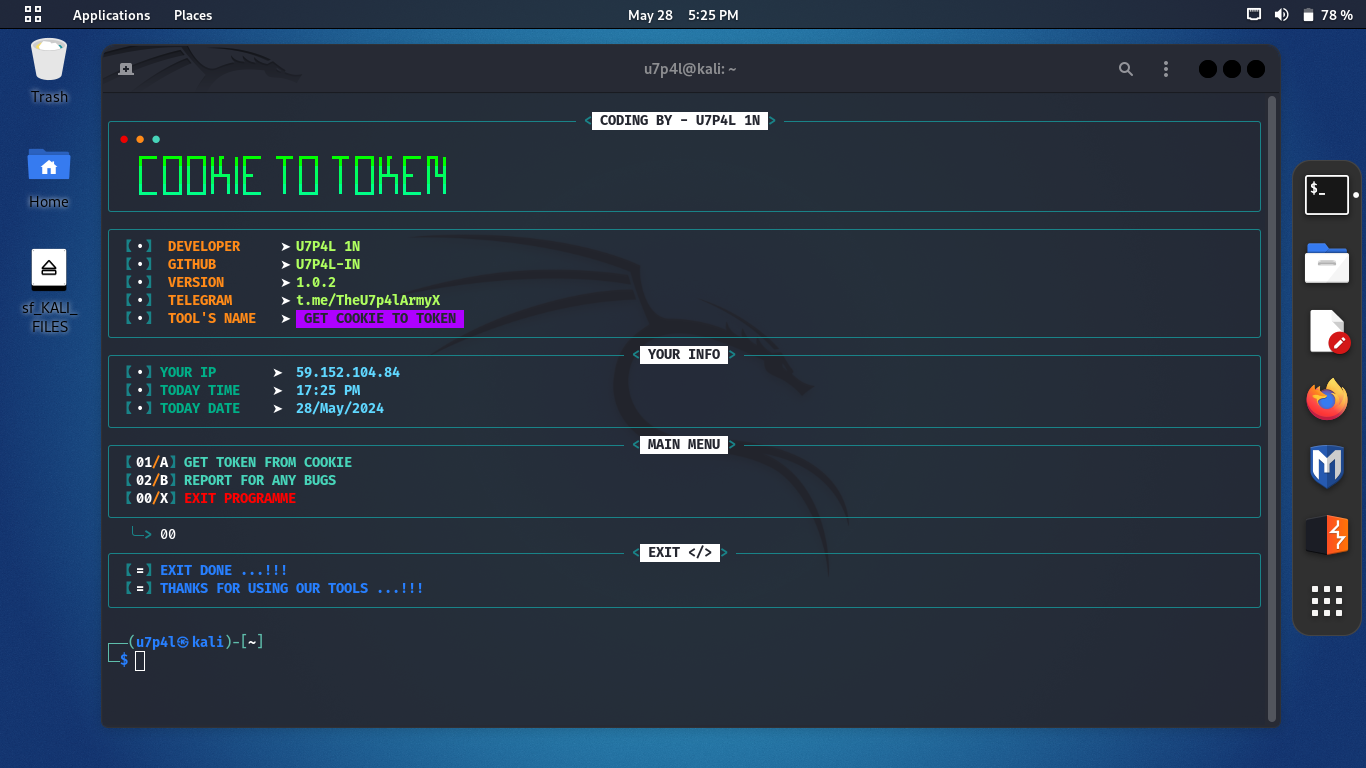 Applications Places May 28 5:25 PM 78 %
Trash
Home
sf_KALI_
FILES
u7p4l@kali: ~
< CODING BY - U7P4L 1N >
COOKIE TO TOKEN
[•] DEVELOPER ➤ U7P4L 1N
[•] GITHUB ➤ U7P4L-IN
[•] VERSION ➤ 1.0.2
[•] TELEGRAM ➤ t.me/TheU7p4lArmyX
[•] TOOL'S NAME ➤ GET COOKIE TO TOKEN
< YOUR INFO >
[•] YOUR IP ➤ 59.152.104.84
[•] TODAY TIME ➤ 17:25 PM
[•] TODAY DATE ➤ 28/May/2024
< MAIN MENU >
[01/A] GET TOKEN FROM COOKIE
[02/B] REPORT FOR ANY BUGS
[00/X] EXIT PROGRAMME
╰─> 00
< EXIT </> >
[=] EXIT DONE ...!!!
[=] THANKS FOR USING OUR TOOLS ...!!!
┌──(u7p4l㉿kali)-[~]
└─$
$_